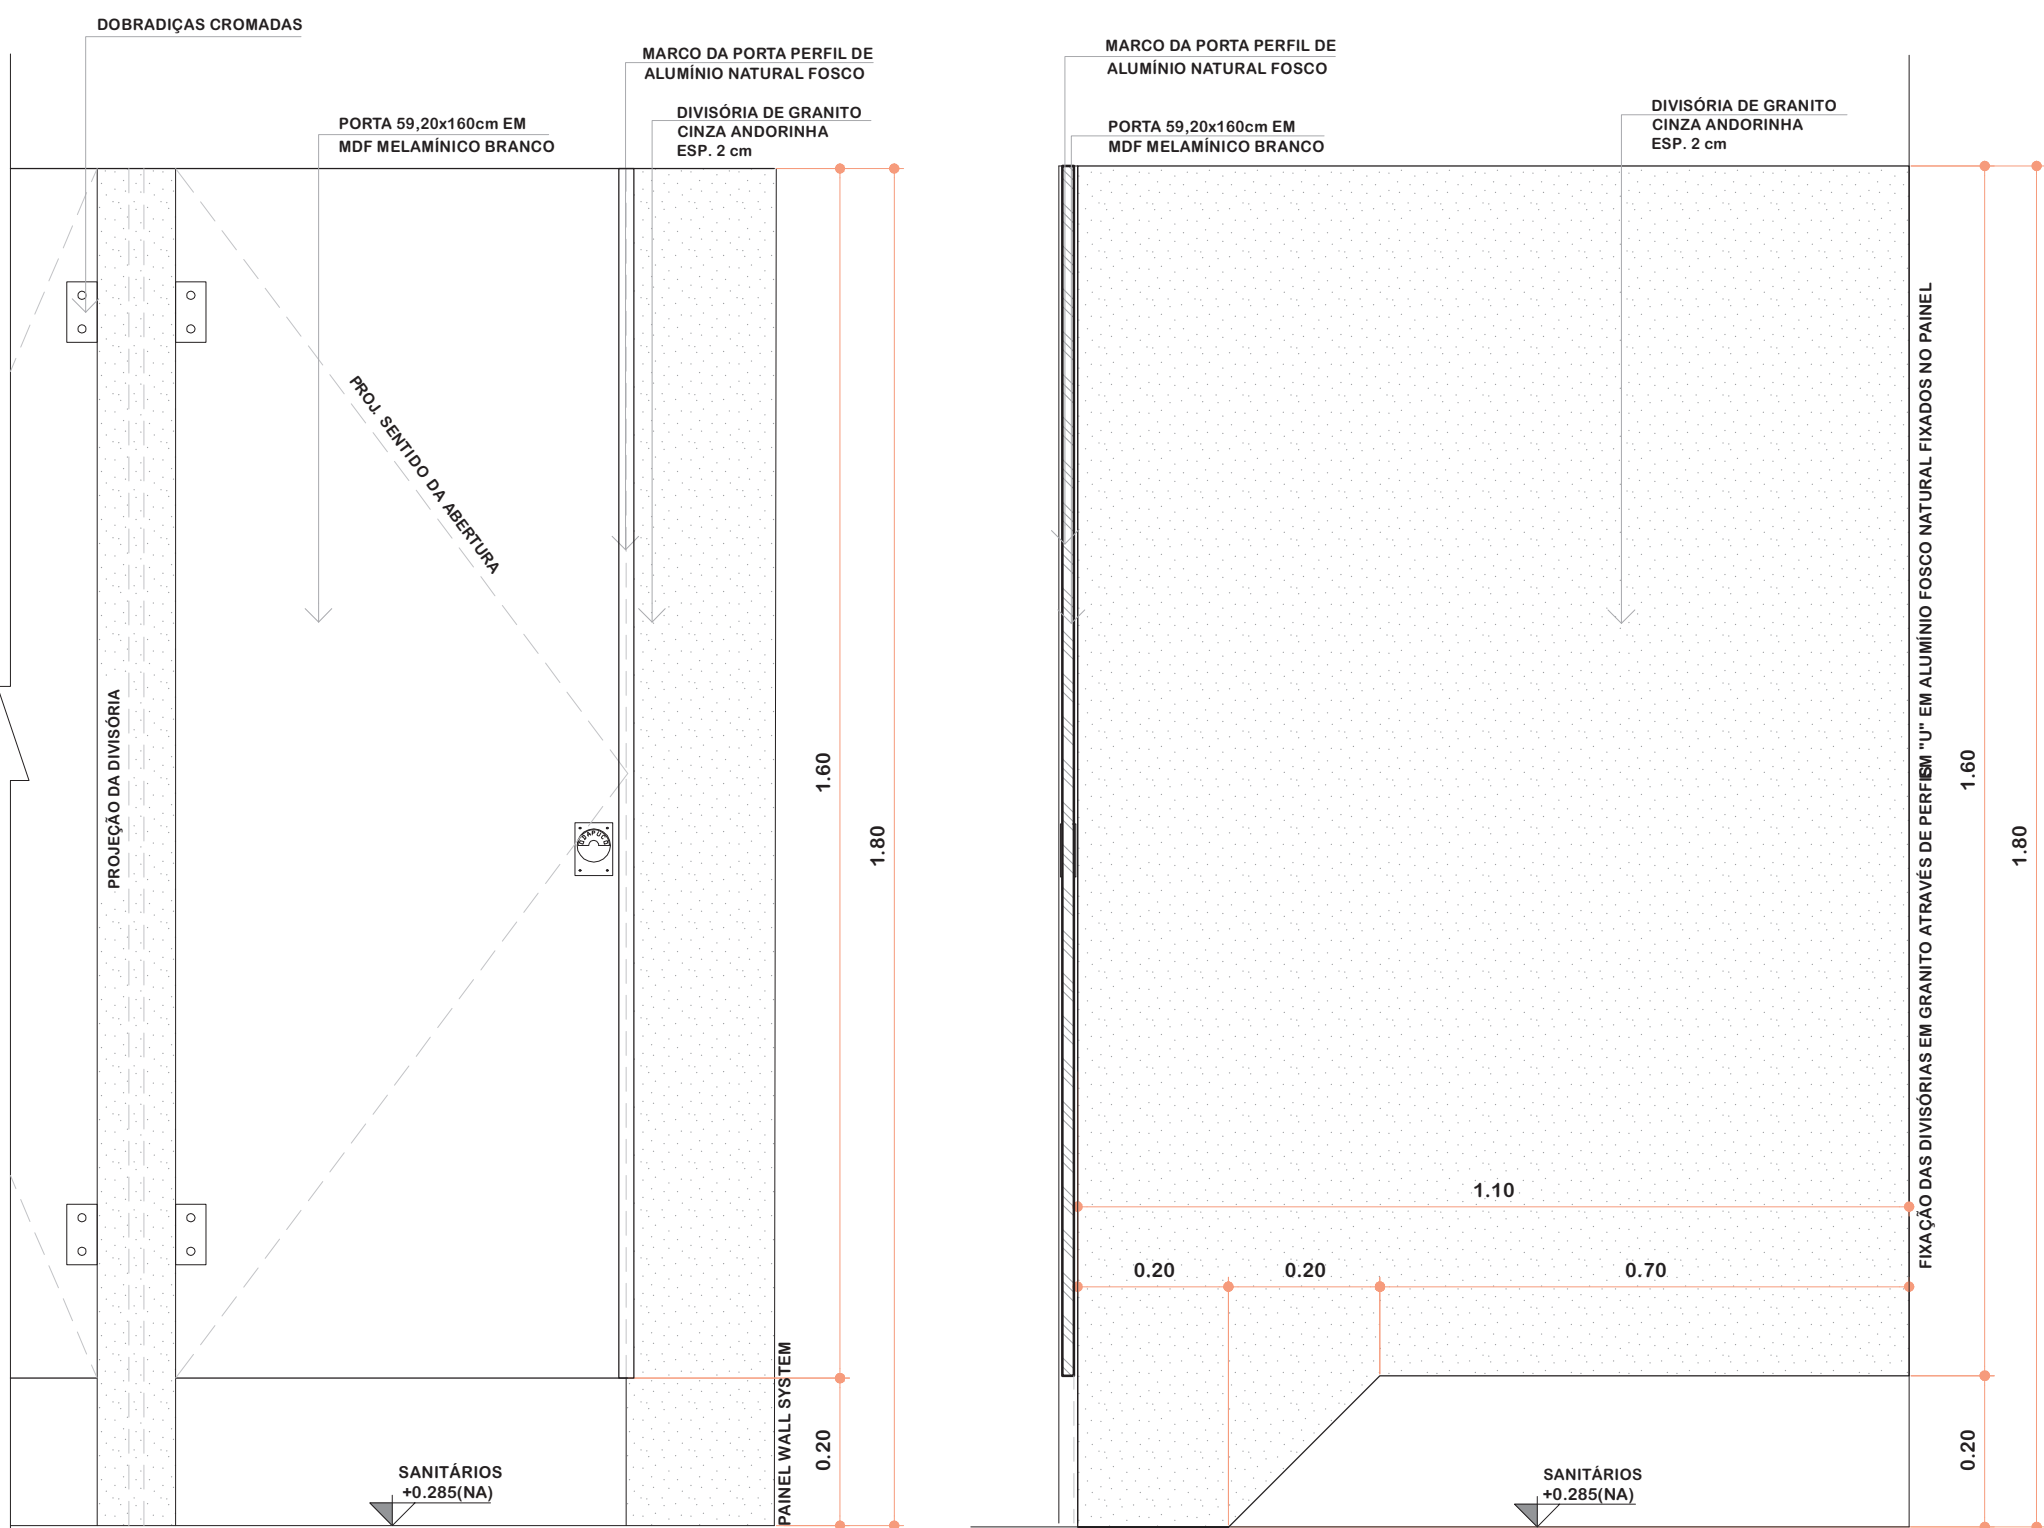 DOBRADIÇAS CROMADAS
MARCO DA PORTA PERFIL DE
ALUMÍNIO NATURAL FOSCO
PORTA 59,20x160cm EM
MDF MELAMÍNICO BRANCO
DIVISÓRIA DE GRANITO
CINZA ANDORINHA
ESP. 2 cm
PROJ. SENTIDO DA ABERTURA
PROJEÇÃO DA DIVISÓRIA
1.60
1.80
0.20
PAINEL WALL SYSTEM
SANITÁRIOS
+0.285(NA)
MARCO DA PORTA PERFIL DE
ALUMÍNIO NATURAL FOSCO
PORTA 59,20x160cm EM
MDF MELAMÍNICO BRANCO
DIVISÓRIA DE GRANITO
CINZA ANDORINHA
ESP. 2 cm
FIXAÇÃO DAS DIVISÓRIAS EM GRANITO ATRAVÉS DE PERFIS EM "U" EM ALUMÍNIO FOSCO NATURAL FIXADOS NO PAINEL
1.60
1.80
1.10
0.20
0.20
0.70
0.20
SANITÁRIOS
+0.285(NA)